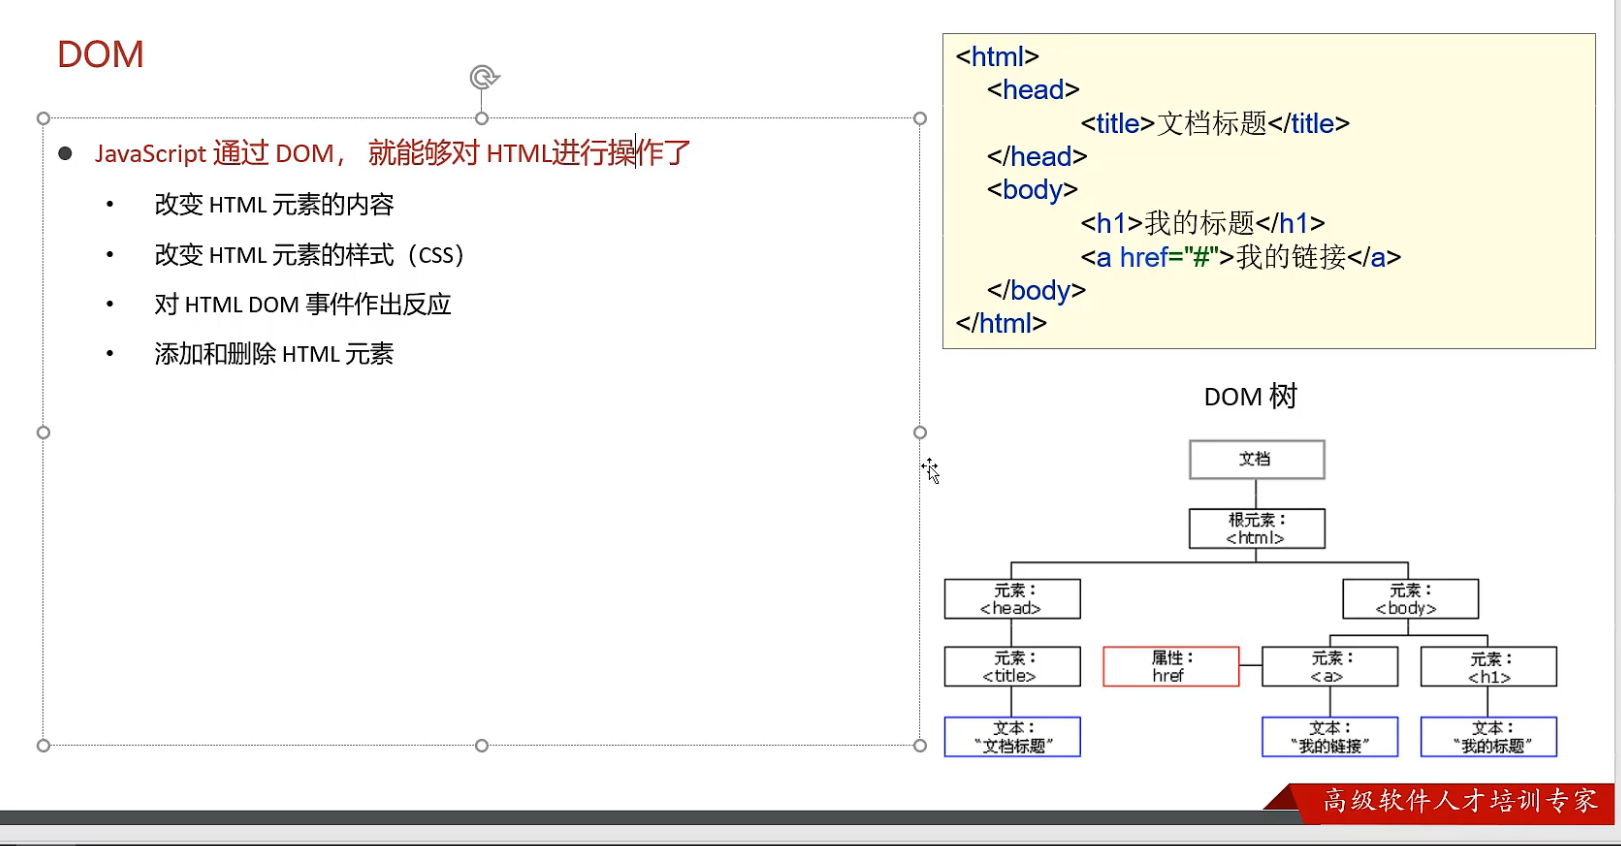 DOM
JavaScript 通过 DOM， 就能够对 HTML进行操作了
改变 HTML 元素的内容
改变 HTML 元素的样式（CSS）
对 HTML DOM 事件作出反应
添加和删除 HTML 元素
<html>
<head>
<title>文档标题</title>
</head>
<body>
<h1>我的标题</h1>
<a href="#">我的链接</a>
</body>
</html>
DOM 树
文档
根元素：
<html>
元素：
<head>
元素：
<body>
元素：
<title>
属性：
href
元素：
<a>
元素：
<h1>
文本：
“文档标题”
文本：
“我的链接”
文本：
“我的标题”
高级软件人才培训专家